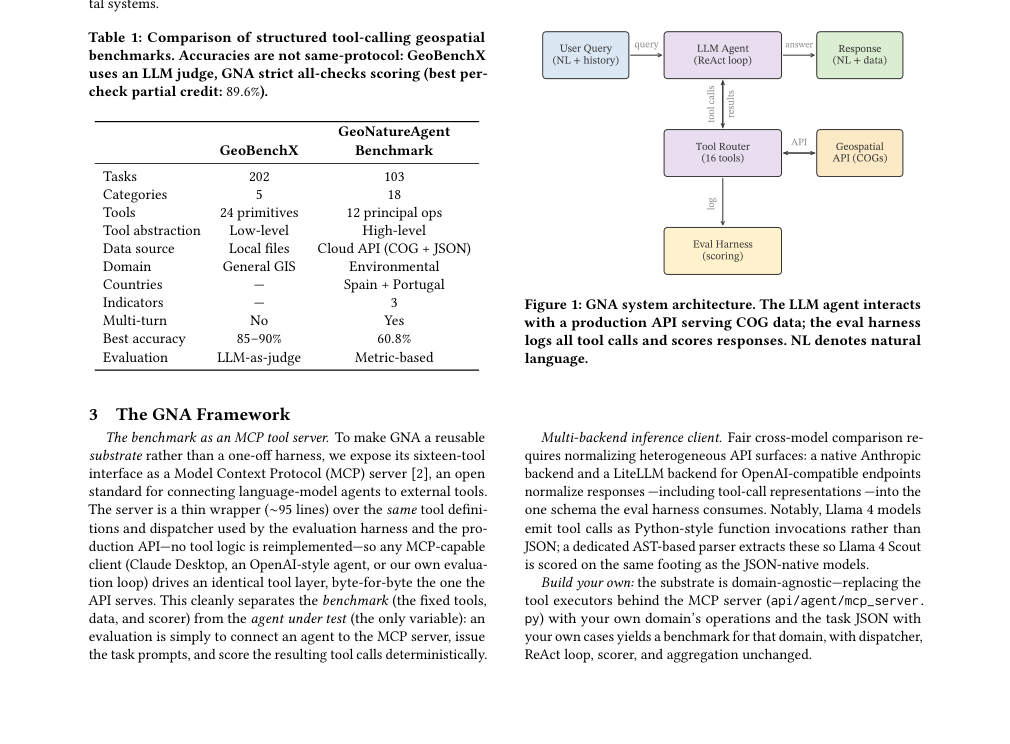 tal systems.
Table 1: Comparison of structured tool-calling geospatial
benchmarks. Accuracies are not same-protocol: GeoBenchX
uses an LLM judge, GNA strict all-checks scoring (best per-
check partial credit: 89.6%).
GeoBenchX GeoNatureAgent Benchmark
Tasks 202 103
Categories 5 18
Tools 24 primitives 12 principal ops
Tool abstraction Low-level High-level
Data source Local files Cloud API (COG + JSON)
Domain General GIS Environmental
Countries — Spain + Portugal
Indicators — 3
Multi-turn No Yes
Best accuracy 85–90% 60.8%
Evaluation LLM-as-judge Metric-based
3 The GNA Framework
The benchmark as an MCP tool server. To make GNA a reusable
substrate rather than a one-off harness, we expose its sixteen-tool
interface as a Model Context Protocol (MCP) server [2], an open
standard for connecting language-model agents to external tools.
The server is a thin wrapper (~95 lines) over the same tool defini-
tions and dispatcher used by the evaluation harness and the pro-
duction API—no tool logic is reimplemented—so any MCP-capable
client (Claude Desktop, an OpenAI-style agent, or our own evalua-
tion loop) drives an identical tool layer, byte-for-byte the one the
API serves. This cleanly separates the benchmark (the fixed tools,
data, and scorer) from the agent under test (the only variable): an
evaluation is simply to connect an agent to the MCP server, issue
the task prompts, and score the resulting tool calls deterministically.
User Query
(NL + history)
query
LLM Agent
(ReAct loop)
answer
Response
(NL + data)
tool calls
results
Tool Router
(16 tools)
API
Geospatial
API (COGs)
log
Eval Harness
(scoring)
Figure 1: GNA system architecture. The LLM agent interacts
with a production API serving COG data; the eval harness
logs all tool calls and scores responses. NL denotes natural
language.
Multi-backend inference client. Fair cross-model comparison re-
quires normalizing heterogeneous API surfaces: a native Anthropic
backend and a LiteLLM backend for OpenAI-compatible endpoints
normalize responses —including tool-call representations —into the
one schema the eval harness consumes. Notably, Llama 4 models
emit tool calls as Python-style function invocations rather than
JSON; a dedicated AST-based parser extracts these so Llama 4 Scout
is scored on the same footing as the JSON-native models.
Build your own: the substrate is domain-agnostic—replacing the
tool executors behind the MCP server (api/agent/mcp_server.
py) with your own domain's operations and the task JSON with
your own cases yields a benchmark for that domain, with dispatcher,
ReAct loop, scorer, and aggregation unchanged.